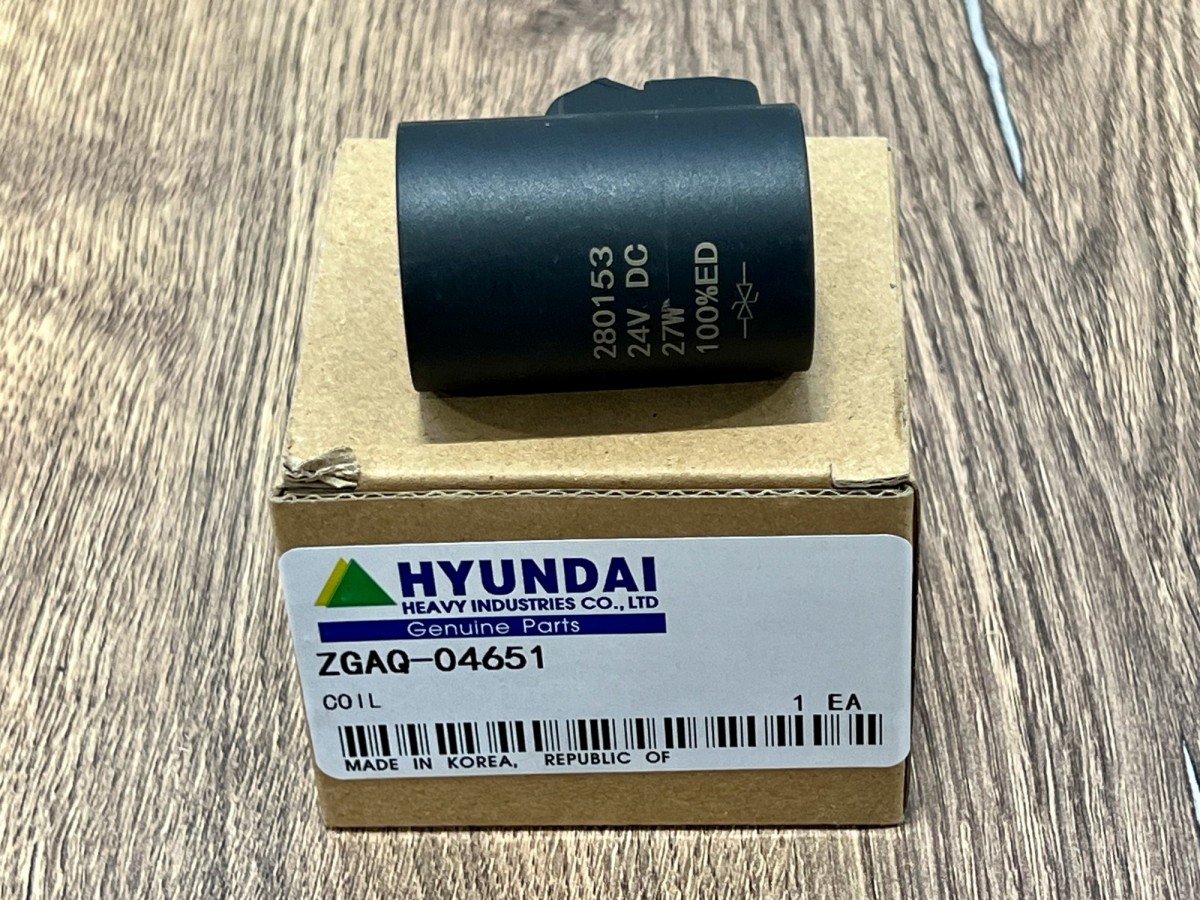 280153
24V DC
27W
100%ED
HYUNDAI
HEAVY INDUSTRIES CO., LTD
Genuine Parts
ZGAQ-04651
COIL 1 EA
MADE IN KOREA, REPUBLIC OF